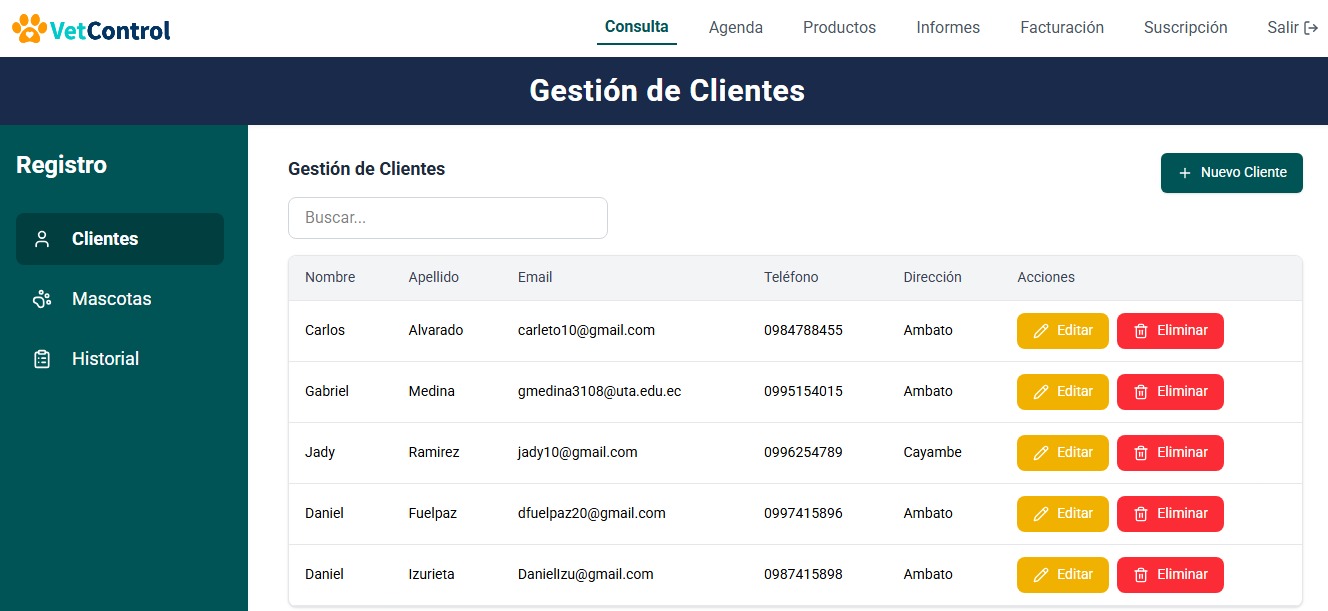 VetControl
Consulta Agenda Productos Informes Facturación Suscripción Salir
Gestión de Clientes
Registro
Clientes
Mascotas
Historial
Gestión de Clientes
+ Nuevo Cliente
Buscar...
Nombre Apellido Email Teléfono Dirección Acciones
Carlos Alvarado carleto10@gmail.com 0984788455 Ambato Editar Eliminar
Gabriel Medina gmedina3108@uta.edu.ec 0995154015 Ambato Editar Eliminar
Jady Ramirez jady10@gmail.com 0996254789 Cayambe Editar Eliminar
Daniel Fuelpaz dfuelpaz20@gmail.com 0997415896 Ambato Editar Eliminar
Daniel Izurieta DanielIzu@gmail.com 0987415898 Ambato Editar Eliminar